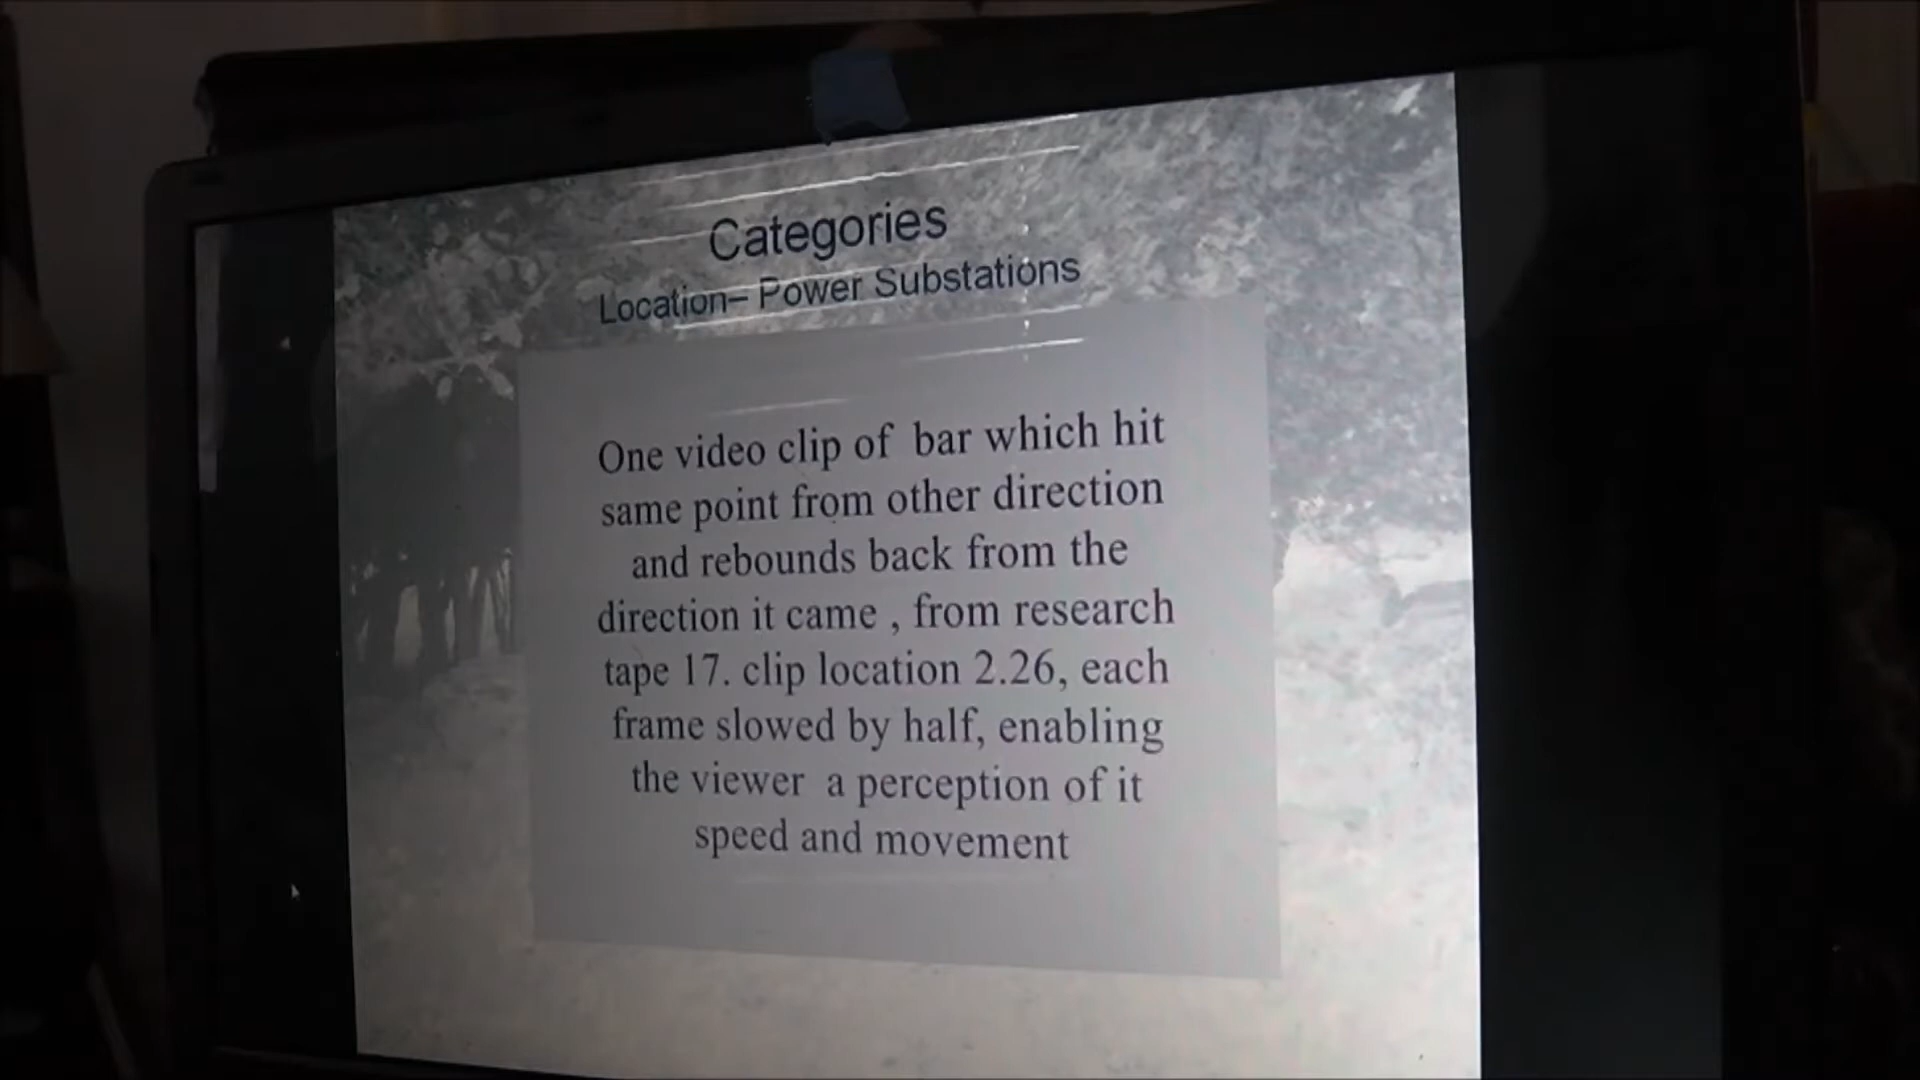 Categories
Location– Power Substations
One video clip of bar which hit
same point from other direction
and rebounds back from the
direction it came , from research
tape 17. clip location 2.26, each
frame slowed by half, enabling
the viewer a perception of it
speed and movement